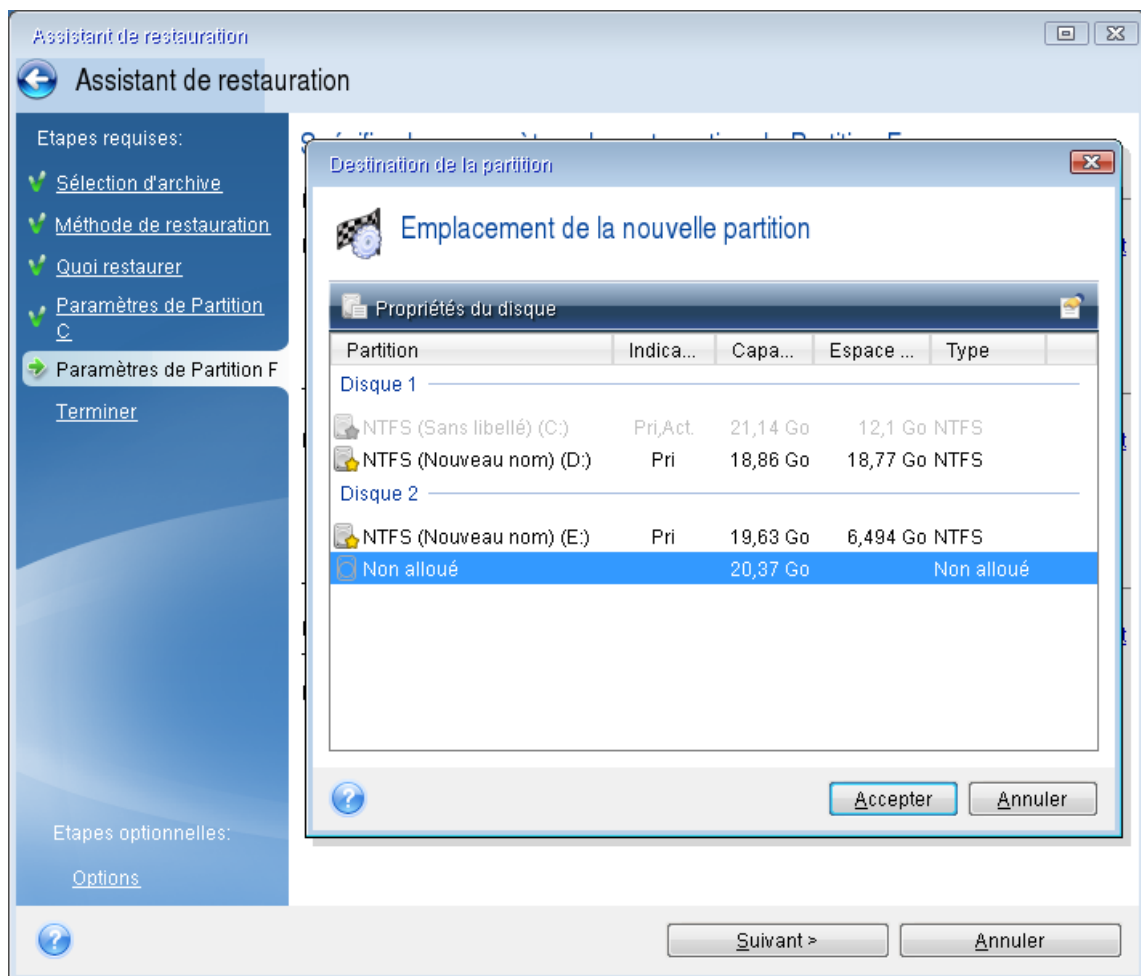 Assistant de restauration
Assistant de restauration
Etapes requises:
Sélection d'archive
Méthode de restauration
Quoi restaurer
Paramètres de Partition
C
Paramètres de Partition F
Terminer
Etapes optionnelles:
Options
Destination de la partition
Emplacement de la nouvelle partition
Propriétés du disque
Partition Indica... Capa... Espace ... Type
Disque 1
NTFS (Sans libellé) (C:) Pri,Act. 21,14 Go 12,1 Go NTFS
NTFS (Nouveau nom) (D:) Pri 18,86 Go 18,77 Go NTFS
Disque 2
NTFS (Nouveau nom) (E:) Pri 19,63 Go 6,494 Go NTFS
Non alloué 20,37 Go Non alloué
Accepter Annuler
Suivant > Annuler